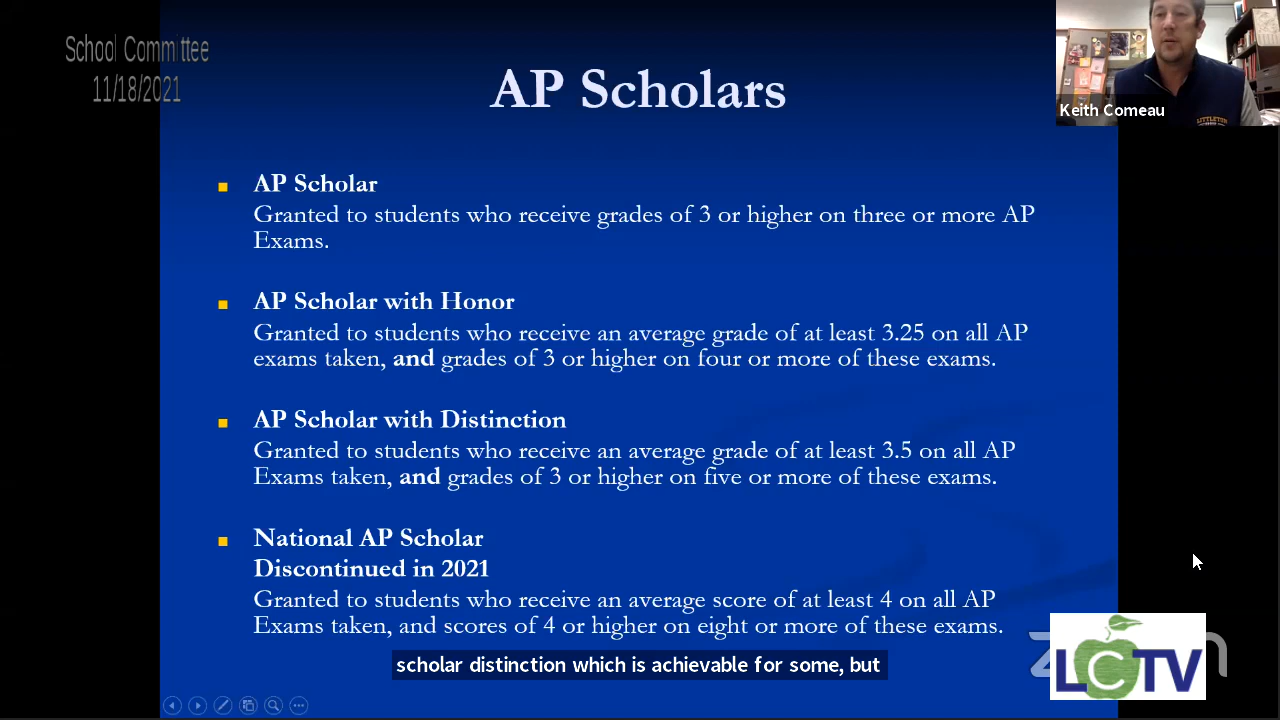 School Committee
11/18/2021
AP Scholars
Keith Comeau
AP Scholar
Granted to students who receive grades of 3 or higher on three or more AP
Exams.
AP Scholar with Honor
Granted to students who receive an average grade of at least 3.25 on all AP
exams taken, and grades of 3 or higher on four or more of these exams.
AP Scholar with Distinction
Granted to students who receive an average grade of at least 3.5 on all AP
Exams taken, and grades of 3 or higher on five or more of these exams.
National AP Scholar
Discontinued in 2021
Granted to students who receive an average score of at least 4 on all AP
Exams taken, and scores of 4 or higher on eight or more of these exams.
scholar distinction which is achievable for some, but
LCTV
LITTLETON